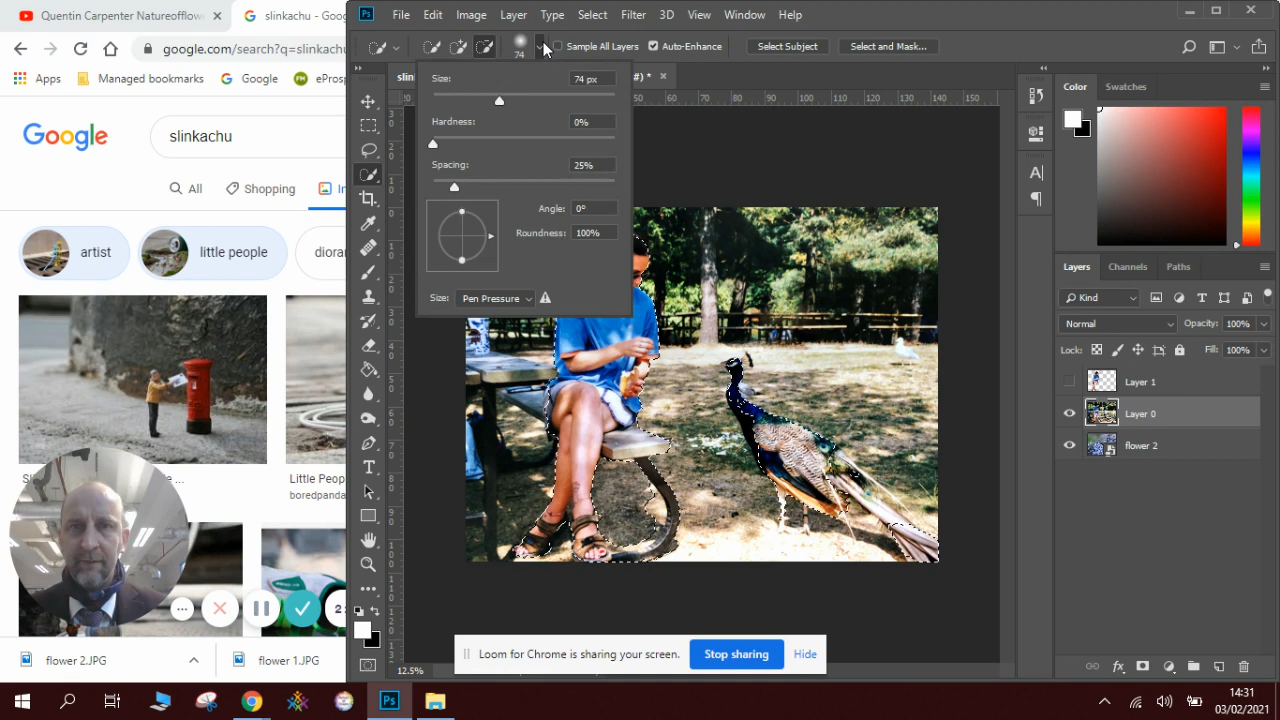 Quentin Carpenter Natureofflowe
slinkachu - Goo
google.com/search?q=slinkachu
Apps
Managed bookmarks
Google
eProsp
Google
slinkachu
All
Shopping
artist
little people
diora
Little People
boredpanda
flower 2.JPG
flower 1.JPG
File
Edit
Image
Layer
Type
Select
Filter
3D
View
Window
Help
74
Sample All Layers
Auto-Enhance
Select Subject
Select and Mask...
Size:
74 px
Hardness:
0%
Spacing:
25%
Angle:
0º
Roundness:
100%
Size:
Pen Pressure
12.5%
Color
Swatches
Layers
Channels
Paths
Kind
Normal
Opacity: 100%
Lock:
Fill: 100%
Layer 1
Layer 0
flower 2
Loom for Chrome is sharing your screen.
Stop sharing
Hide
14:31
03/02/2021